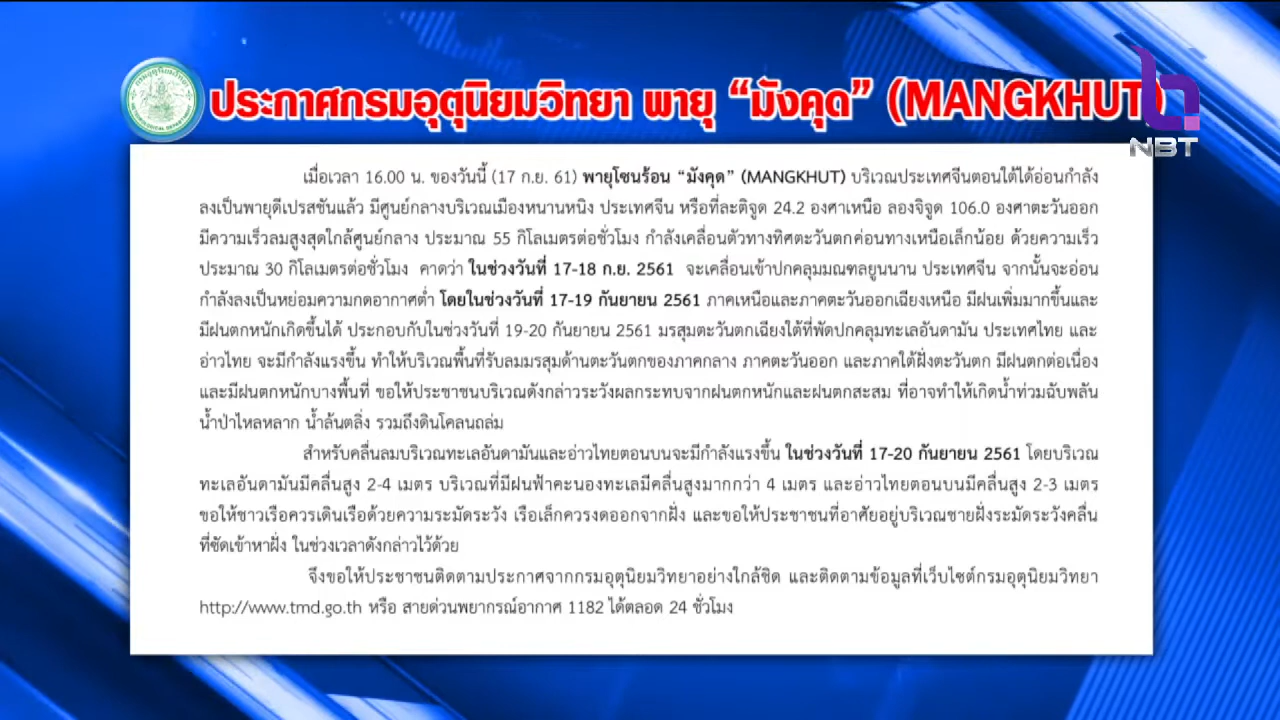 ประกาศกรมอุตุนิยมวิทยา พายุ “มังคุด” (MANGKHUT)
NBT
เมื่อเวลา 16.00 น. ของวันนี้ (17 ก.ย. 61) พายุโซนร้อน “มังคุด” (MANGKHUT) บริเวณประเทศจีนตอนใต้ได้อ่อนกำลัง
ลงเป็นพายุดีเปรสชันแล้ว มีศูนย์กลางบริเวณเมืองหนานหนิง ประเทศจีน หรือที่ละติจูด 24.2 องศาเหนือ ลองจิจูด 106.0 องศาตะวันออก
มีความเร็วลมสูงสุดใกล้ศูนย์กลาง ประมาณ 55 กิโลเมตรต่อชั่วโมง กำลังเคลื่อนตัวทางทิศตะวันตกค่อนทางเหนือเล็กน้อย ด้วยความเร็ว
ประมาณ 30 กิโลเมตรต่อชั่วโมง คาดว่า ในช่วงวันที่ 17-18 ก.ย. 2561 จะเคลื่อนเข้าปกคลุมมณฑลยูนนาน ประเทศจีน จากนั้นจะอ่อน
กำลังลงเป็นหย่อมความกดอากาศต่ำ โดยในช่วงวันที่ 17-19 กันยายน 2561 ภาคเหนือและภาคตะวันออกเฉียงเหนือ มีฝนเพิ่มมากขึ้นและ
มีฝนตกหนักเกิดขึ้นได้ ประกอบกับในช่วงวันที่ 19-20 กันยายน 2561 มรสุมตะวันตกเฉียงใต้ที่พัดปกคลุมทะเลอันดามัน ประเทศไทย และ
อ่าวไทย จะมีกำลังแรงขึ้น ทำให้บริเวณพื้นที่รับลมมรสุมด้านตะวันตกของภาคกลาง ภาคตะวันออก และภาคใต้ฝั่งตะวันตก มีฝนตกต่อเนื่อง
และมีฝนตกหนักบางพื้นที่ ขอให้ประชาชนบริเวณดังกล่าวระวังผลกระทบจากฝนตกหนักและฝนตกสะสม ที่อาจทำให้เกิดน้ำท่วมฉับพลัน
น้ำป่าไหลหลาก น้ำล้นตลิ่ง รวมถึงดินโคลนถล่ม
สำหรับคลื่นลมบริเวณทะเลอันดามันและอ่าวไทยตอนบนจะมีกำลังแรงขึ้น ในช่วงวันที่ 17-20 กันยายน 2561 โดยบริเวณ
ทะเลอันดามันมีคลื่นสูง 2-4 เมตร บริเวณที่มีฝนฟ้าคะนองทะเลมีคลื่นสูงมากกว่า 4 เมตร และอ่าวไทยตอนบนมีคลื่นสูง 2-3 เมตร
ขอให้ชาวเรือควรเดินเรือด้วยความระมัดระวัง เรือเล็กควรงดออกจากฝั่ง และขอให้ประชาชนที่อาศัยอยู่บริเวณชายฝั่งระมัดระวังคลื่น
ที่ซัดเข้าหาฝั่ง ในช่วงเวลาดังกล่าวไว้ด้วย
จึงขอให้ประชาชนติดตามประกาศจากกรมอุตุนิยมวิทยาอย่างใกล้ชิด และติดตามข้อมูลที่เว็บไซต์กรมอุตุนิยมวิทยา
http://www.tmd.go.th หรือ สายด่วนพยากรณ์อากาศ 1182 ได้ตลอด 24 ชั่วโมง